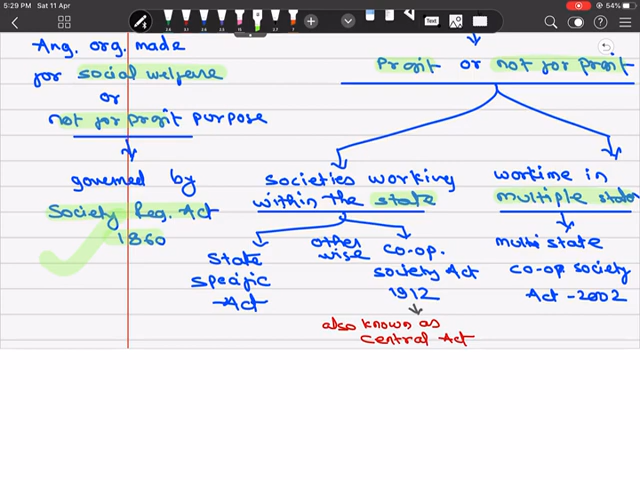 5:29 PM Sat 11 Apr
54%
Any. org. made
for social welfare
or
not for profit purpose
governed by
Society Reg. Act
1860
Profit or not for profit
societies working
within the state
State
specific
Act
other
wise
co-op.
society Act
1912
also known as
central Act
working in
multiple states
multi state
co-op society
Act - 2002
Text